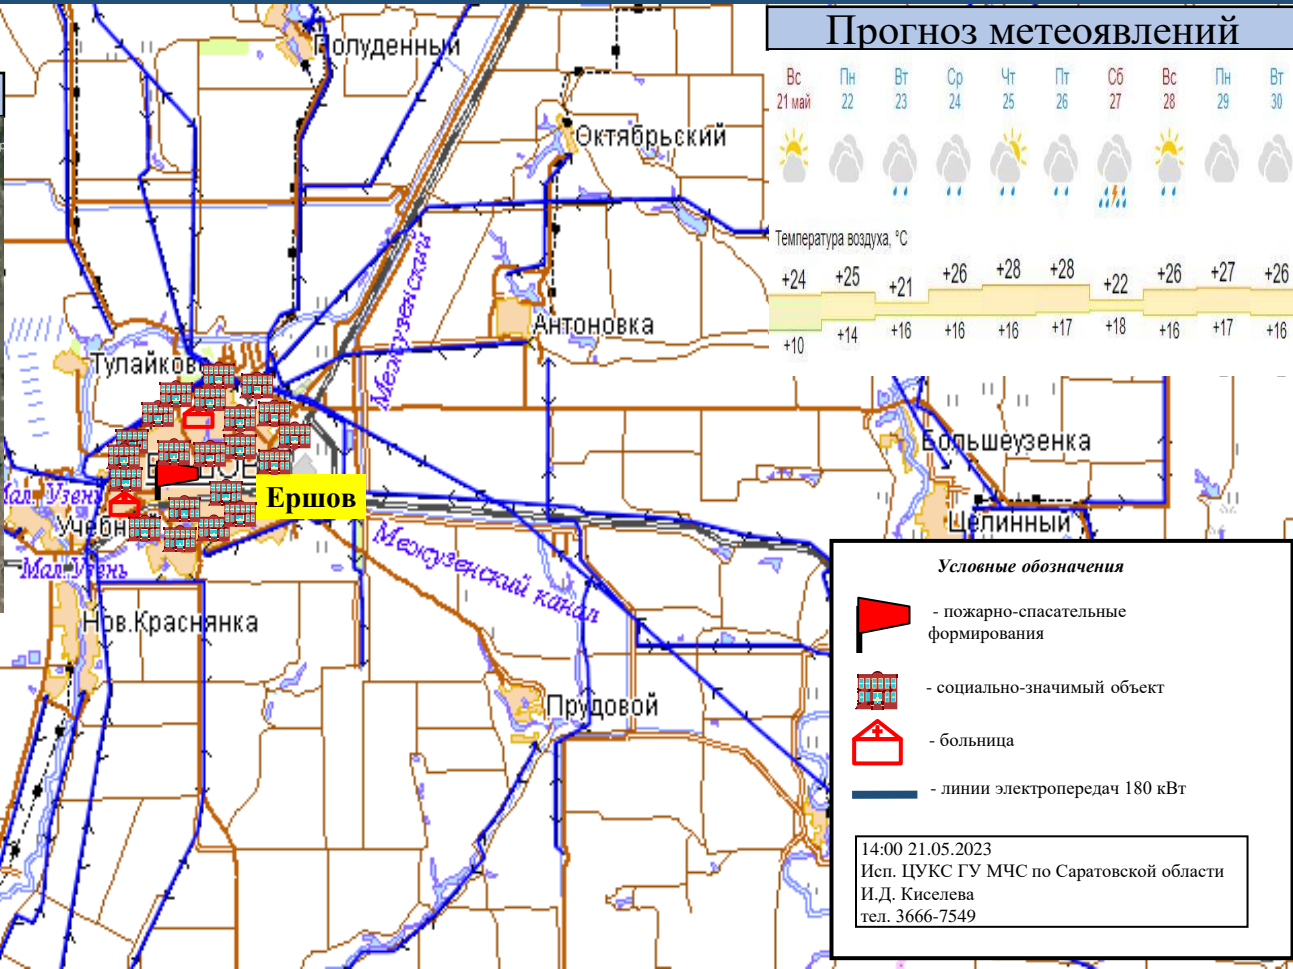 Прогноз метеоявлений
Вс Пн Вт Ср Чт Пт Сб Вс Пн Вт
21 май 22 23 24 25 26 27 28 29 30
Температура воздуха, °C
+24 +25 +21 +26 +28 +28 +22 +26 +27 +26
+10 +14 +16 +16 +16 +17 +18 +16 +17 +16
Полуденный
Октябрьский
Межузенский
Антоновка
Тулайково
Большеузенка
Ершов
Мал. Узень
Целинный
Межузенский канал
Мал. Узень
Нов.Краснянка
Прудовой
Условные обозначения
- пожарно-спасательные
формирования
- социально-значимый объект
- больница
- линии электропередач 180 кВт
14:00 21.05.2023
Исп. ЦУКС ГУ МЧС по Саратовской области
И.Д. Киселева
тел. 3666-7549